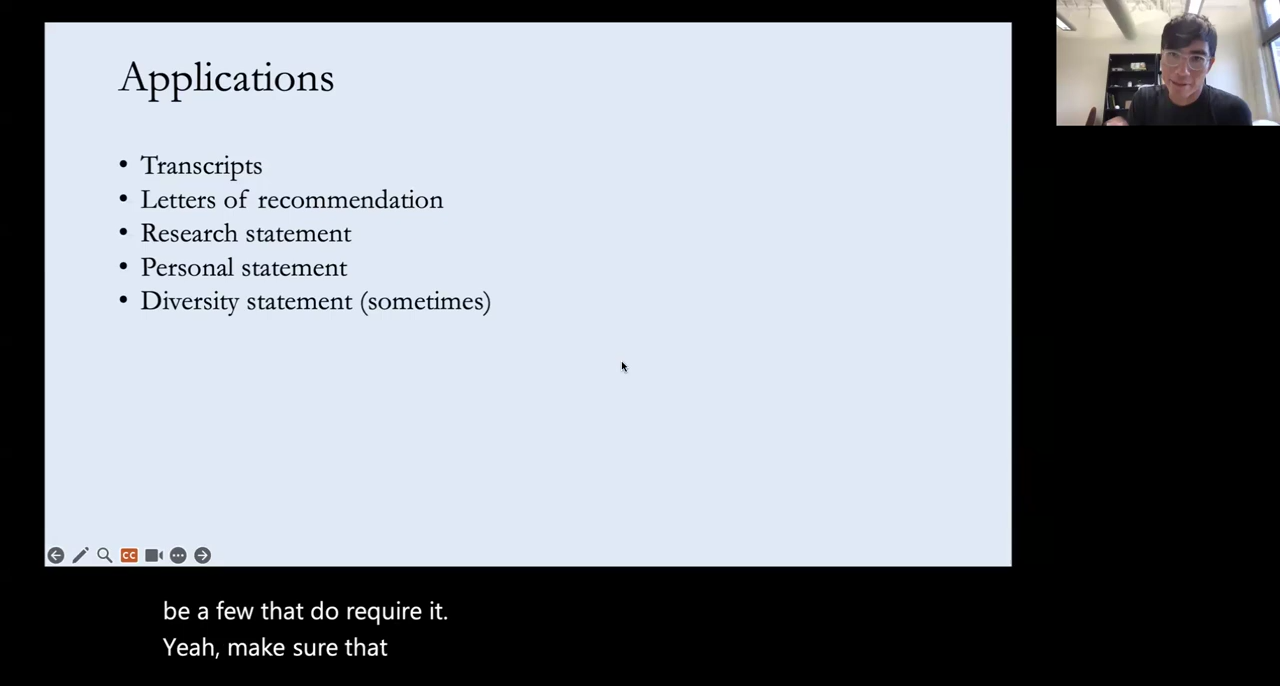 Applications
• Transcripts
• Letters of recommendation
• Research statement
• Personal statement
• Diversity statement (sometimes)
CC
be a few that do require it.
Yeah, make sure that